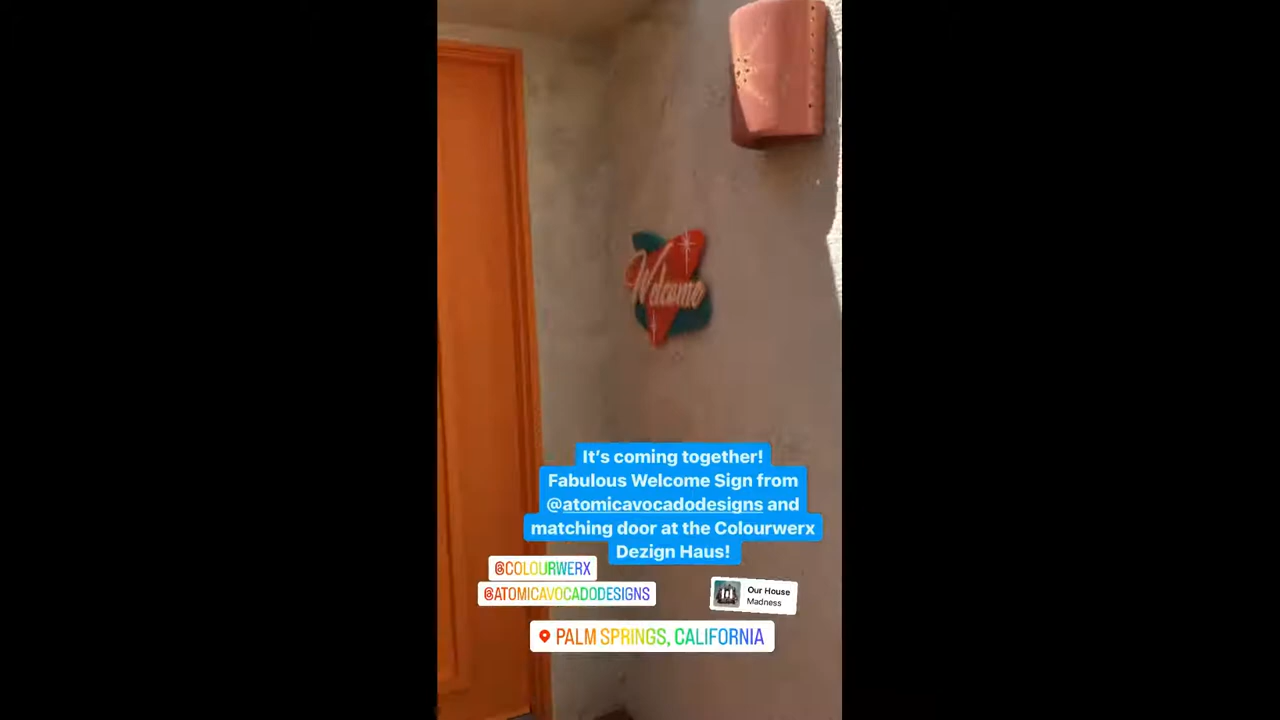 Welcome
It’s coming together!
Fabulous Welcome Sign from
@atomicavocadodesigns and
matching door at the Colourwerx
Dezign Haus!
@COLOURWERX
@ATOMICAVOCADODESIGNS
Our House
Madness
PALM SPRINGS, CALIFORNIA